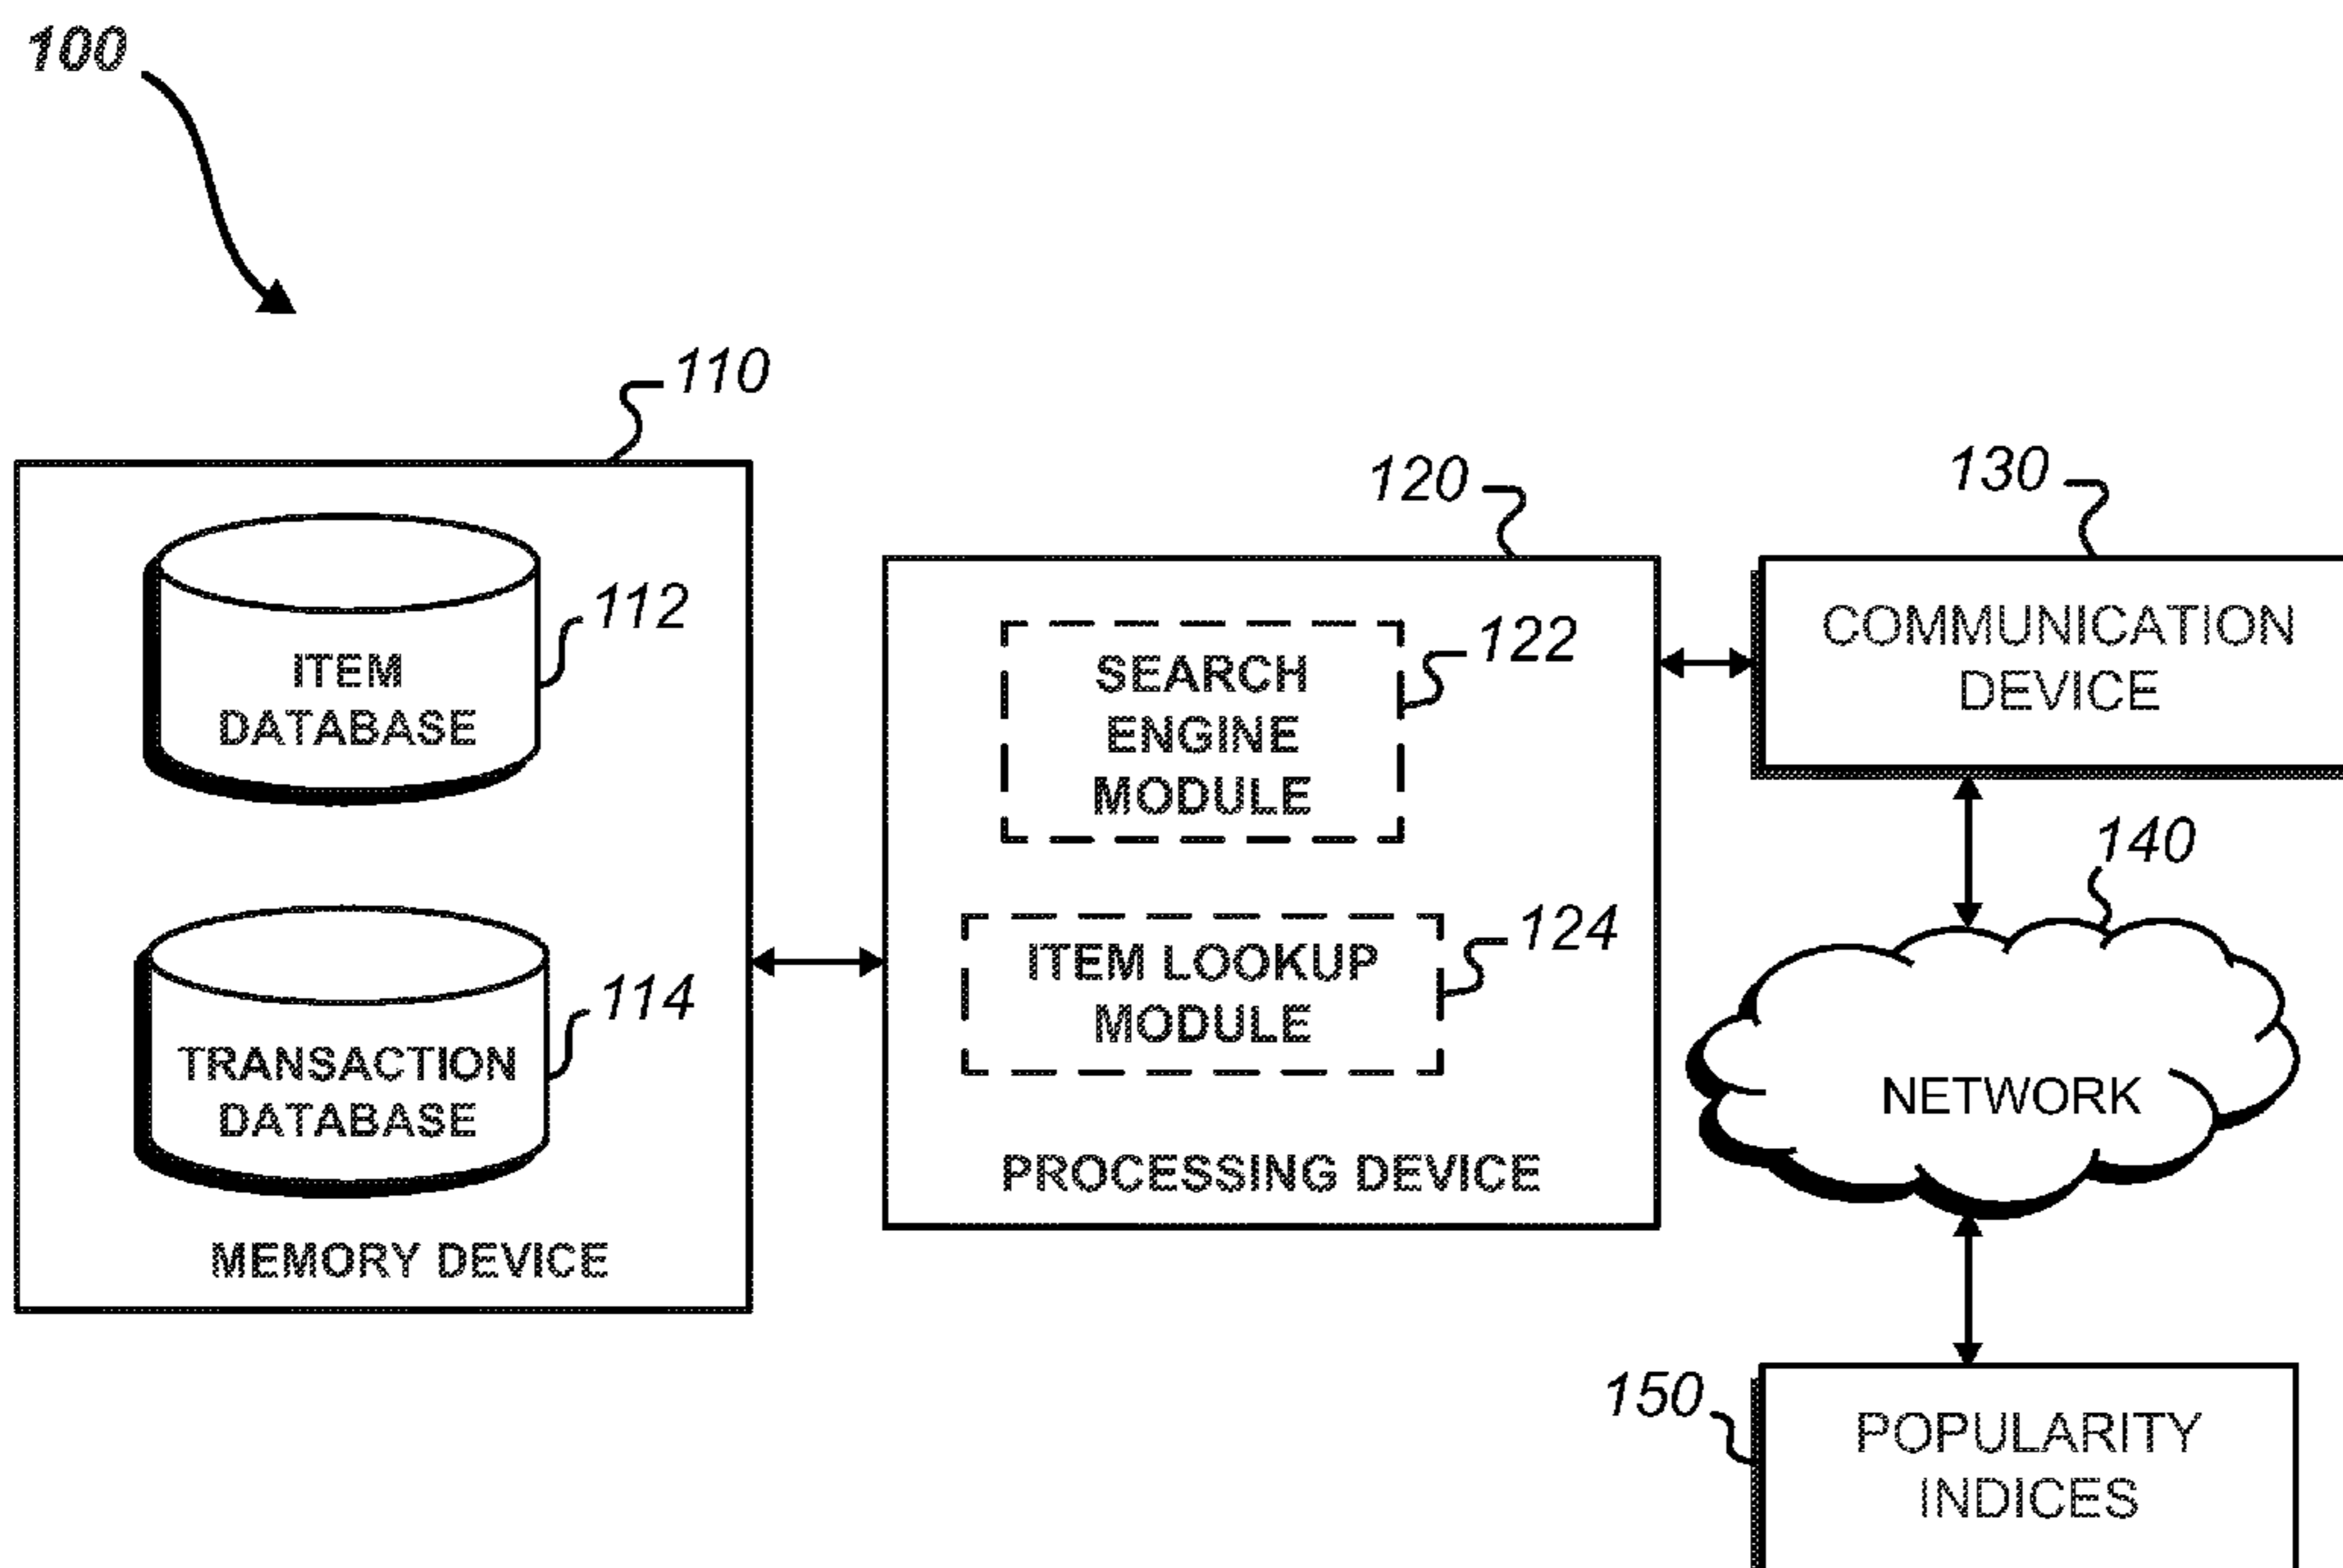 100
110
ITEM
DATABASE
112
TRANSACTION
DATABASE
114
MEMORY DEVICE
120
SEARCH
ENGINE
MODULE
122
ITEM LOOKUP
MODULE
124
PROCESSING DEVICE
130
COMMUNICATION
DEVICE
140
NETWORK
150
POPULARITY
INDICES